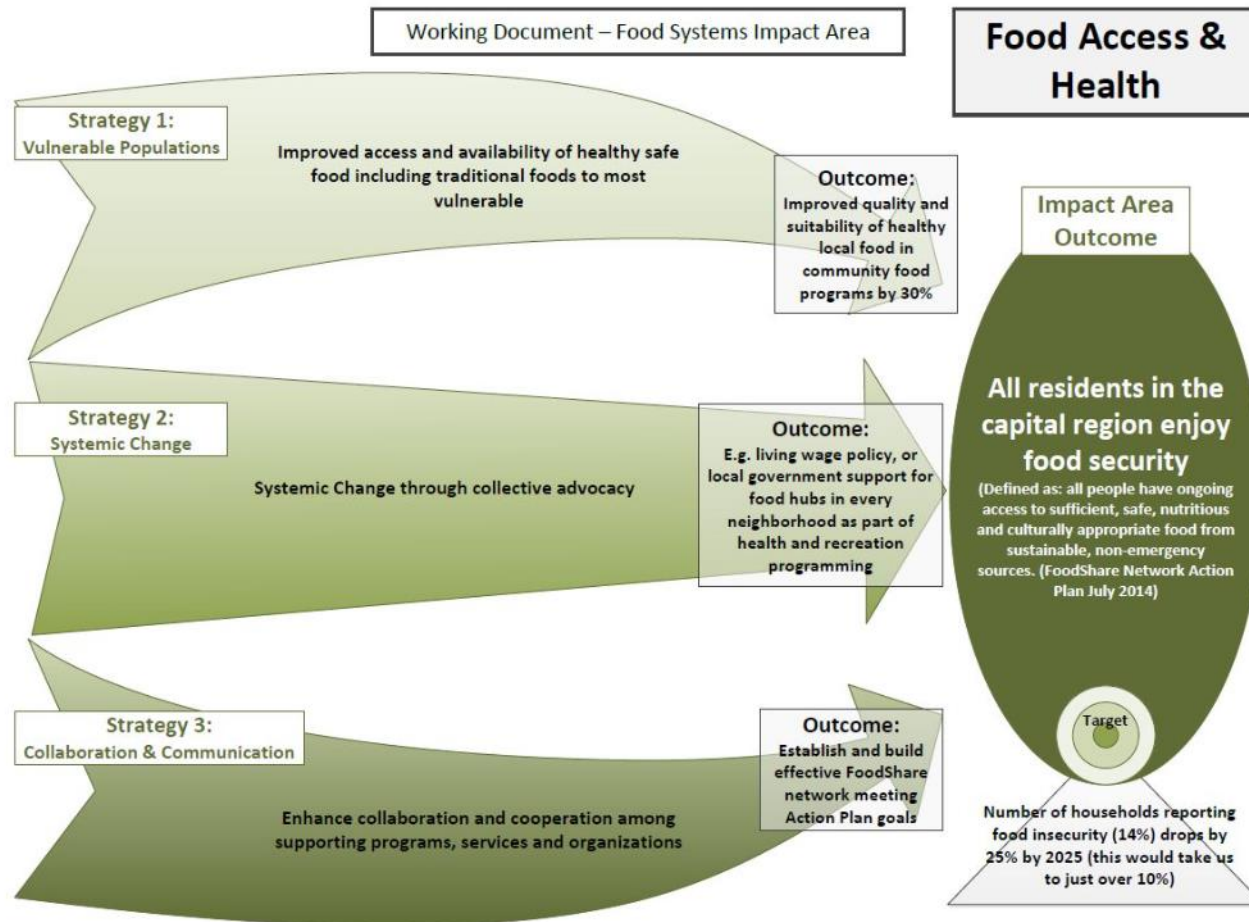 Working Document – Food Systems Impact Area
Food Access &
Health
Strategy 1:
Vulnerable Populations
Improved access and availability of healthy safe
food including traditional foods to most
vulnerable
Outcome:
Improved quality and
suitability of healthy
local food in
community food
programs by 30%
Strategy 2:
Systemic Change
Systemic Change through collective advocacy
Outcome:
E.g. living wage policy, or
local government support for
food hubs in every
neighborhood as part of
health and recreation
programming
Strategy 3:
Collaboration & Communication
Enhance collaboration and cooperation among
supporting programs, services and organizations
Outcome:
Establish and build
effective FoodShare
network meeting
Action Plan goals
Impact Area
Outcome
All residents in the
capital region enjoy
food security
(Defined as: all people have ongoing
access to sufficient, safe, nutritious
and culturally appropriate food from
sustainable, non-emergency
sources. (FoodShare Network Action
Plan July 2014)
Target
Number of households reporting
food insecurity (14%) drops by
25% by 2025 (this would take us
to just over 10%)